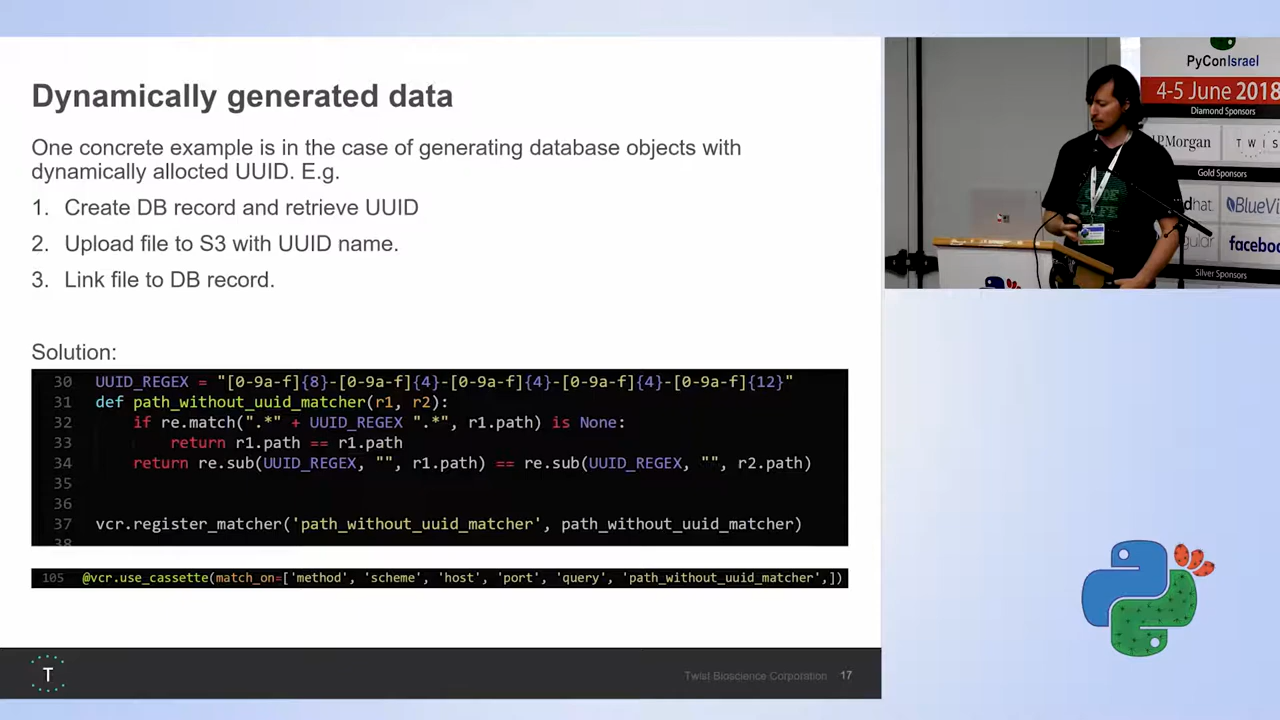 Dynamically generated data
One concrete example is in the case of generating database objects with
dynamically allocted UUID. E.g.
1. Create DB record and retrieve UUID
2. Upload file to S3 with UUID name.
3. Link file to DB record.
Solution:
30 UUID_REGEX = "[0-9a-f]{8}-[0-9a-f]{4}-[0-9a-f]{4}-[0-9a-f]{4}-[0-9a-f]{12}"
31 def path_without_uuid_matcher(r1, r2):
32 if re.match(".*" + UUID_REGEX ".*", r1.path) is None:
33 return r1.path == r1.path
34 return re.sub(UUID_REGEX, "", r1.path) == re.sub(UUID_REGEX, "", r2.path)
35
36
37 vcr.register_matcher('path_without_uuid_matcher', path_without_uuid_matcher)
38
105 @vcr.use_cassette(match_on=['method', 'scheme', 'host', 'port', 'query', 'path_without_uuid_matcher',])
T
Twist Bioscience Corporation 17
PyConIsrael
4-5 June 2018
Diamond Sponsors
TWIS
Gold Sponsors
BlueVi
facebo
Silver Sponsors